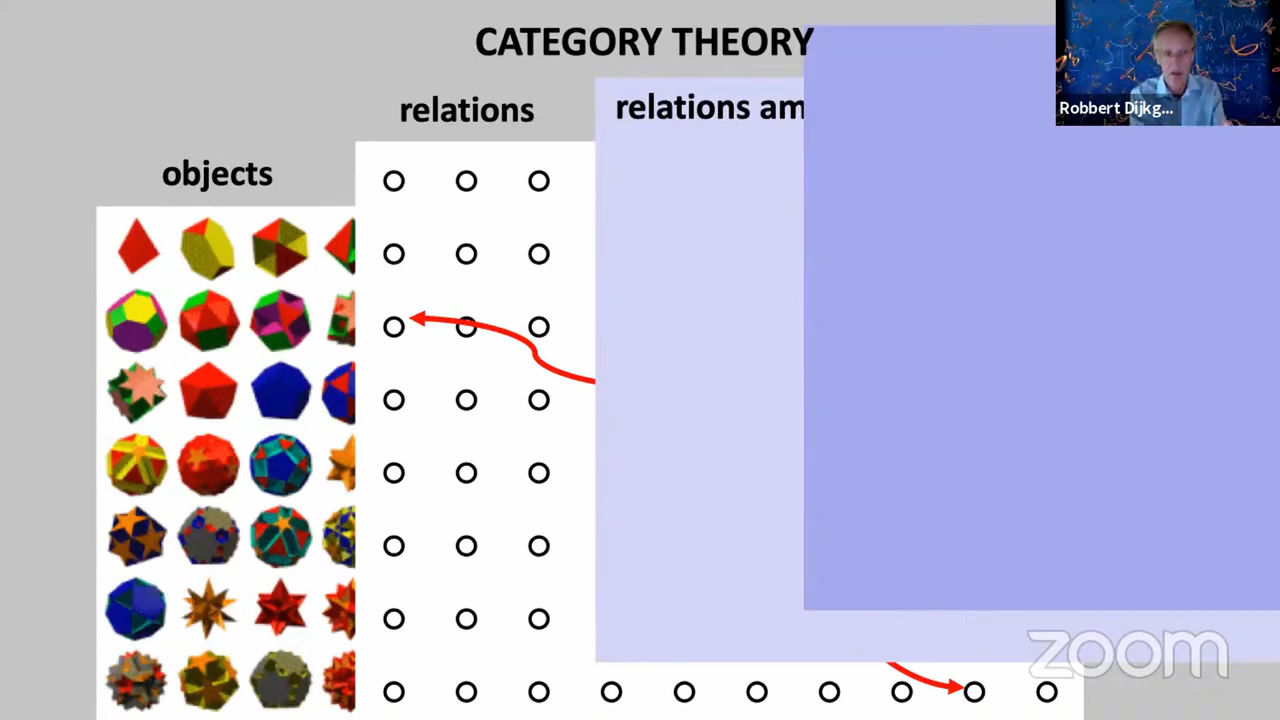 CATEGORY THEORY
relations
relations am
objects
Robbert Dijkg...
zoom